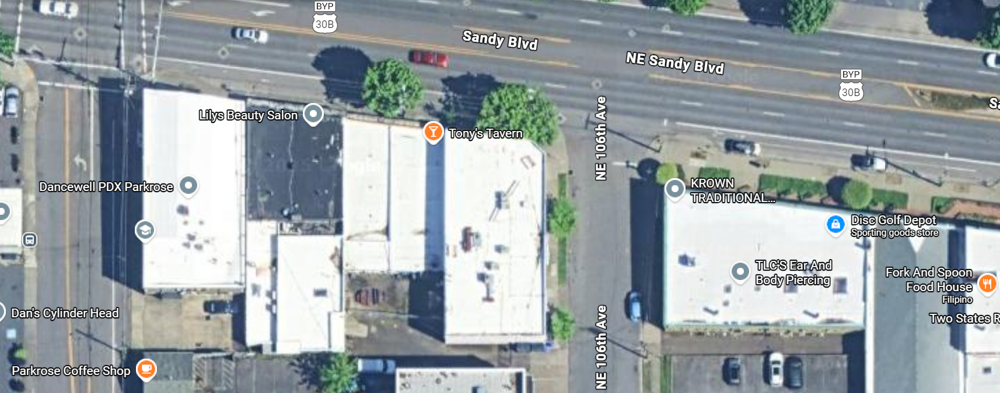 BYP
30B
Sandy Blvd
NE Sandy Blvd
BYP
30B
Sa
NE 106th Ave
Lilys Beauty Salon
Tony's Tavern
Dancewell PDX Parkrose
KROWN
TRADITIONAL...
Disc Golf Depot
Sporting goods store
TLC'S Ear And
Body Piercing
Fork And Spoon
Food House
Filipino
Two States R
Dan's Cylinder Head
NE 106th Ave
Parkrose Coffee Shop